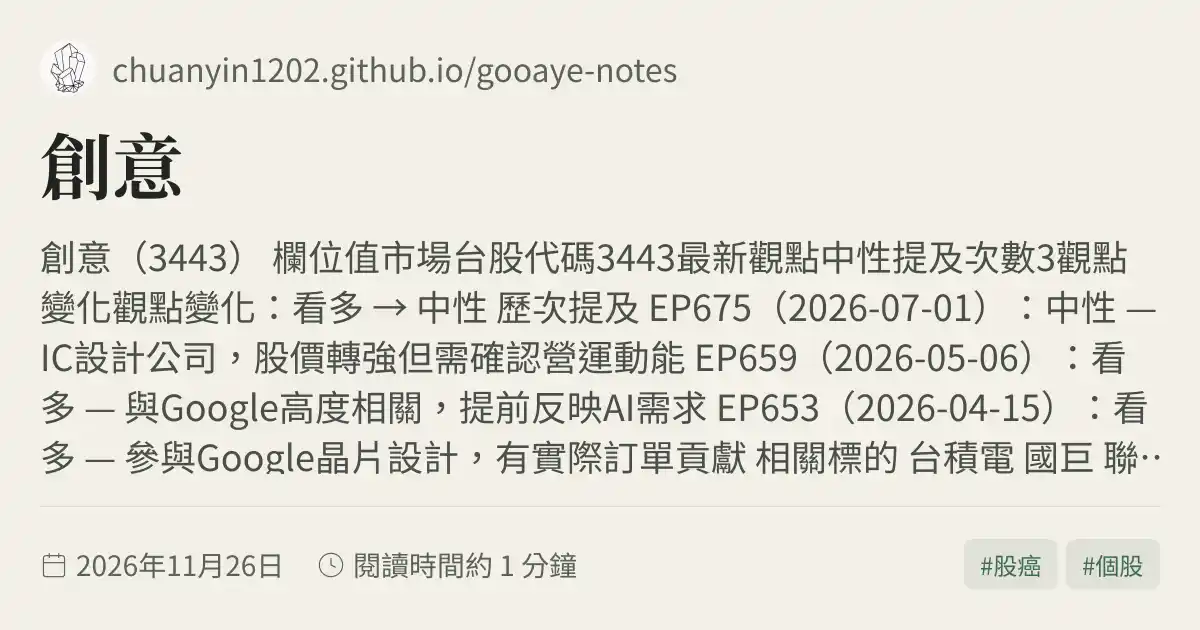 chuanyin1202.github.io/gooaye-notes
創意
創意（3443） 欄位值市場台股代碼3443最新觀點中性提及次數3觀點
變化觀點變化：看多 → 中性 歷次提及 EP675（2026-07-01）：中性 —
IC設計公司，股價轉強但需確認營運動能 EP659（2026-05-06）：看
多 — 與Google高度相關，提前反映AI需求 EP653（2026-04-15）：看
多 — 參與Google晶片設計，有實際訂單貢獻 相關標的 台積電 國巨 聯…
2026年11月26日 閱讀時間約 1 分鐘
#股癌 #個股